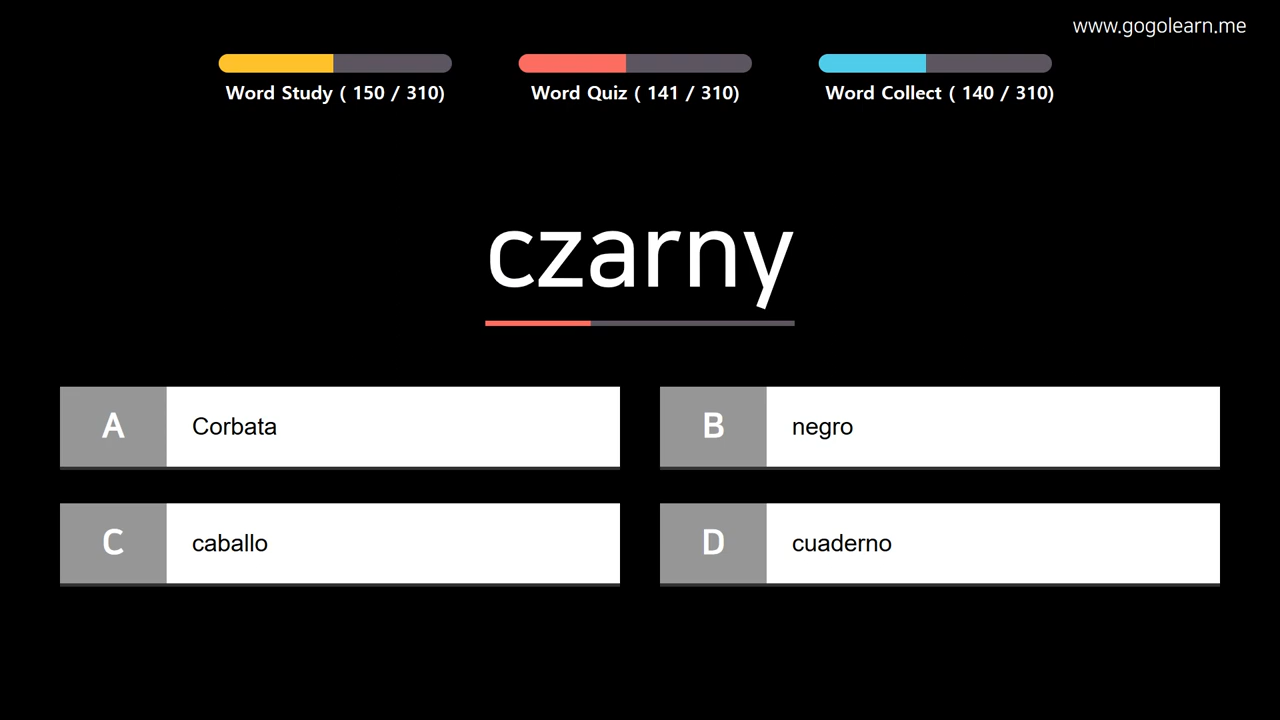 www.gogolearn.me
Word Study ( 150 / 310)
Word Quiz ( 141 / 310)
Word Collect ( 140 / 310)
czarny
A Corbata
B negro
C caballo
D cuaderno